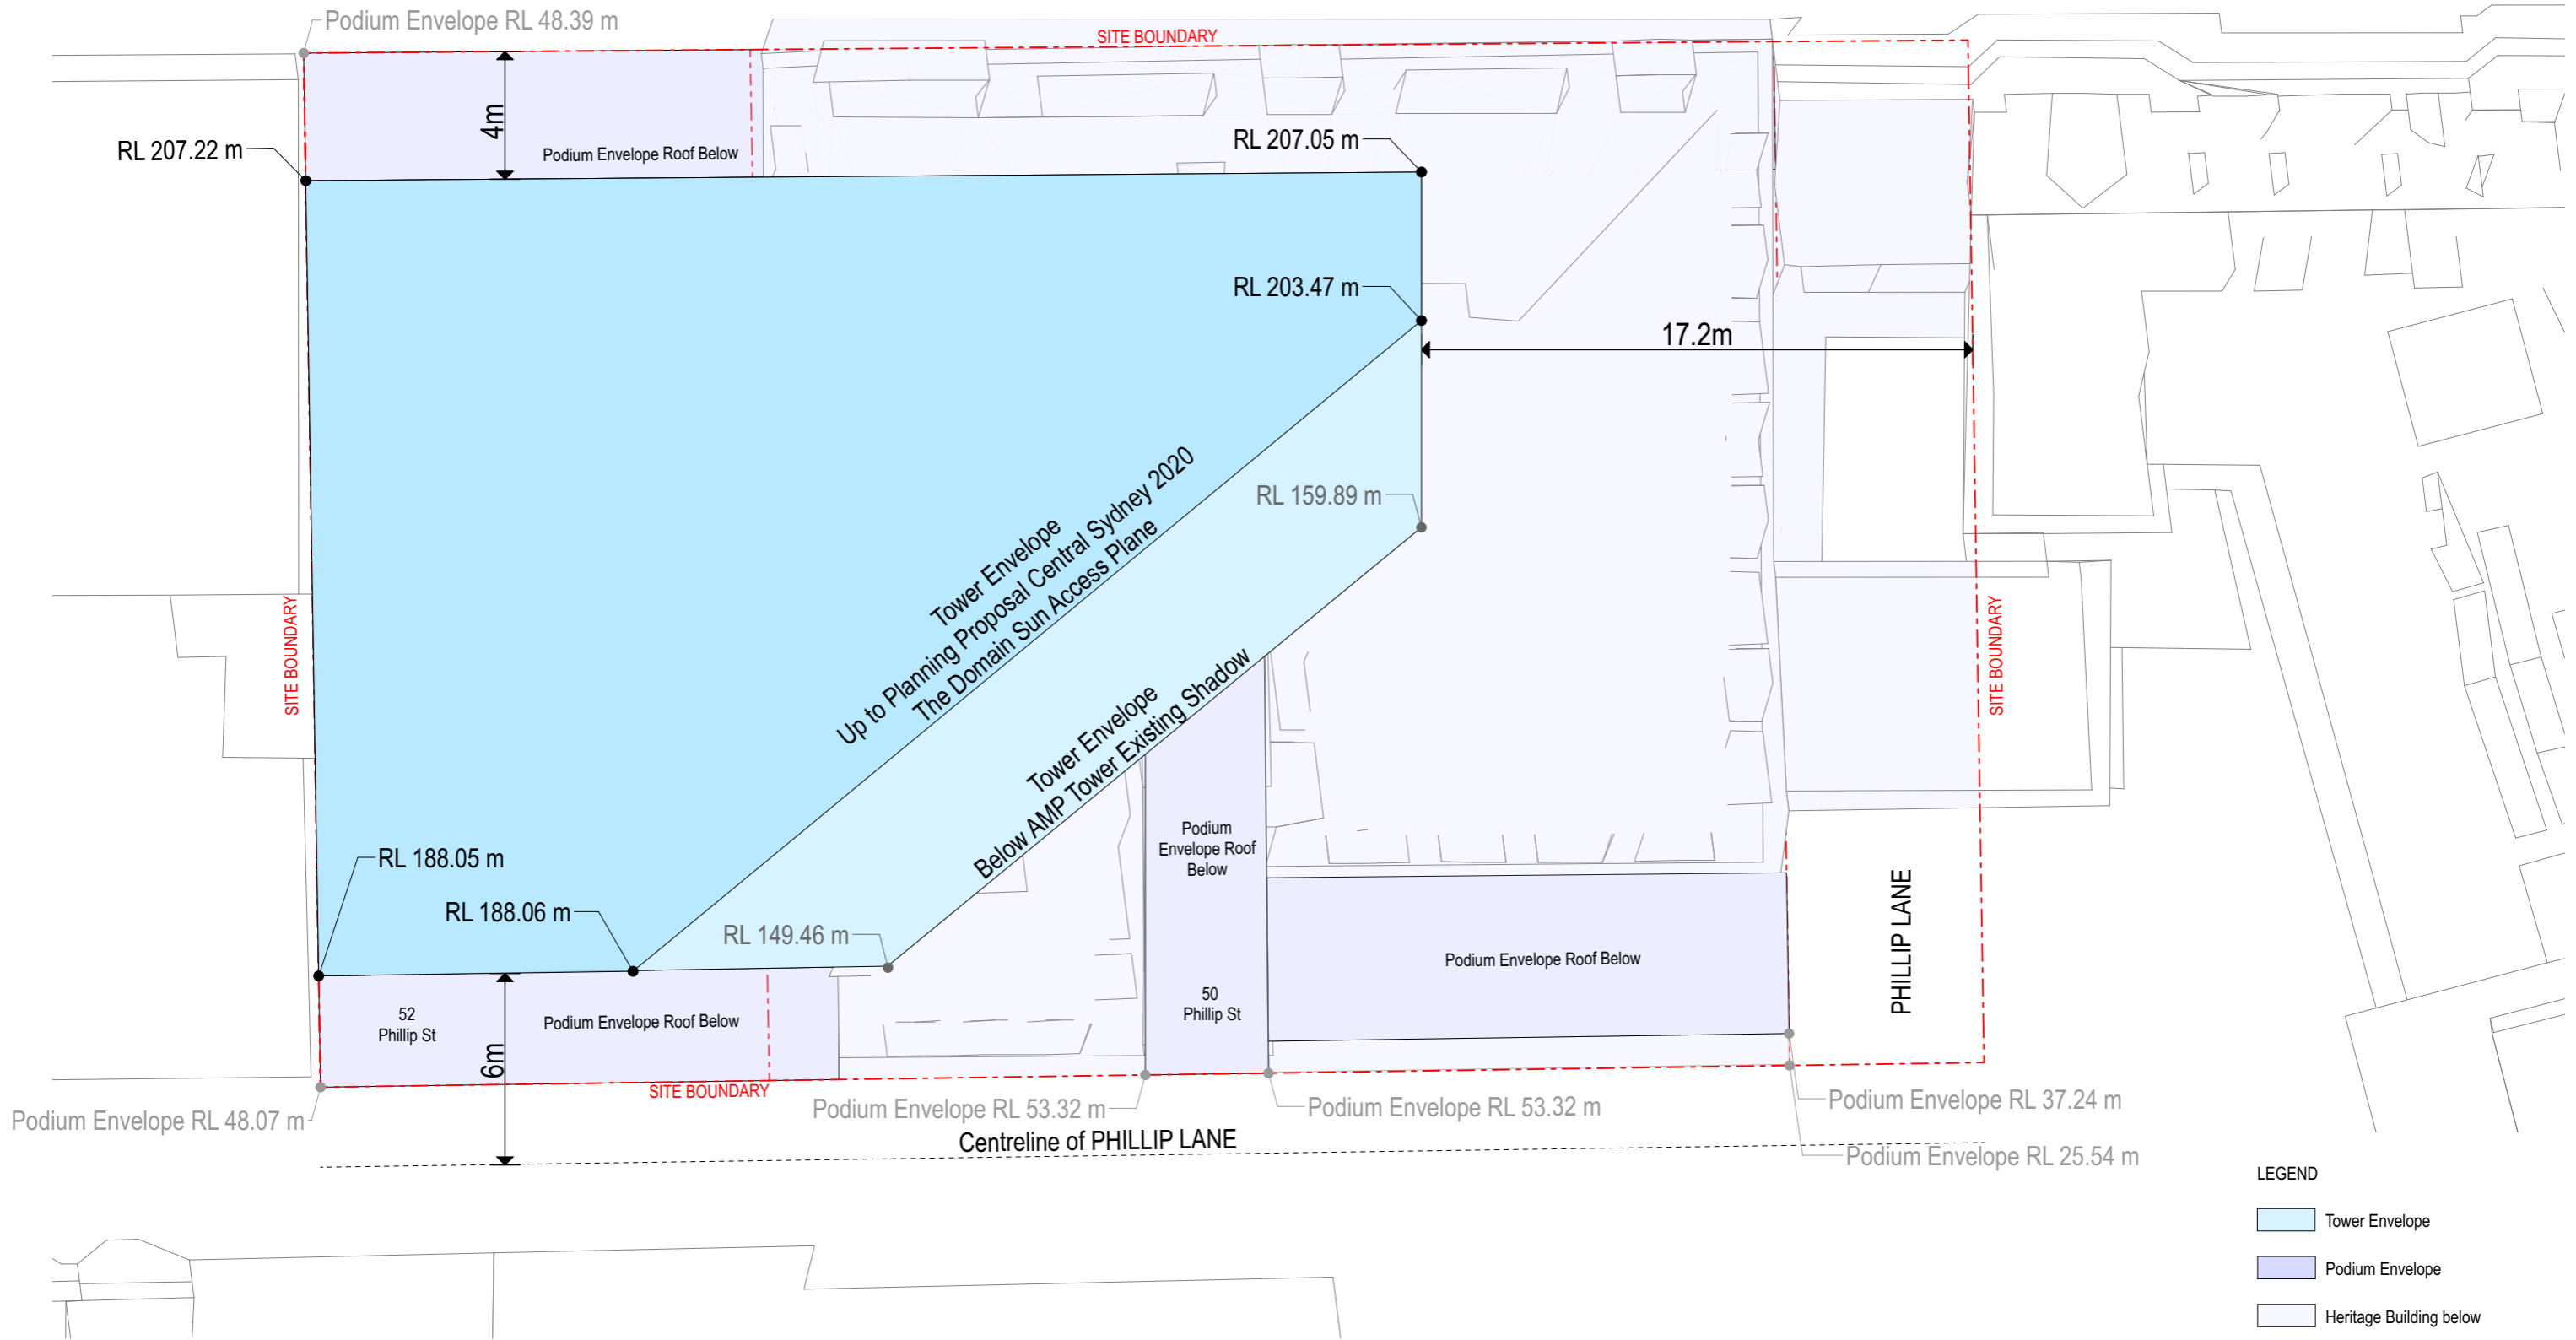 Podium Envelope RL 48.39 m
SITE BOUNDARY
4m
RL 207.22 m
Podium Envelope Roof Below
RL 207.05 m
RL 203.47 m
17.2m
RL 159.89 m
Tower Envelope
Up to Planning Proposal Central Sydney 2020
The Domain Sun Access Plane
SITE BOUNDARY
SITE BOUNDARY
Tower Envelope
Below AMP Tower Existing Shadow
Podium
Envelope Roof
Below
RL 188.05 m
RL 188.06 m
RL 149.46 m
PHILLIP LANE
Podium Envelope Roof Below
50
Phillip St
52
Phillip St
Podium Envelope Roof Below
6m
SITE BOUNDARY
Podium Envelope RL 48.07 m
Podium Envelope RL 53.32 m
Podium Envelope RL 53.32 m
Podium Envelope RL 37.24 m
Centreline of PHILLIP LANE
Podium Envelope RL 25.54 m
LEGEND
Tower Envelope
Podium Envelope
Heritage Building below